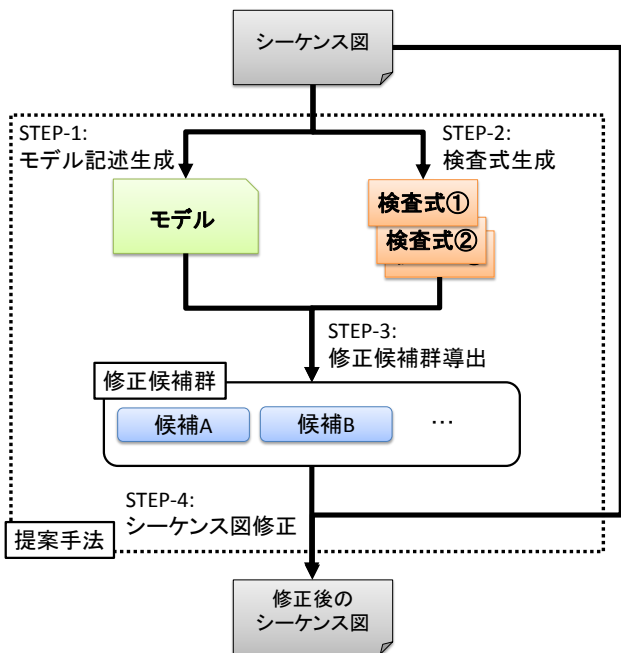 シーケンス図
STEP-1:
モデル記述生成
STEP-2:
検査式生成
モデル
検査式①
検査式②
STEP-3:
修正候補群導出
修正候補群
候補A
候補B
…
STEP-4:
シーケンス図修正
提案手法
修正後の
シーケンス図